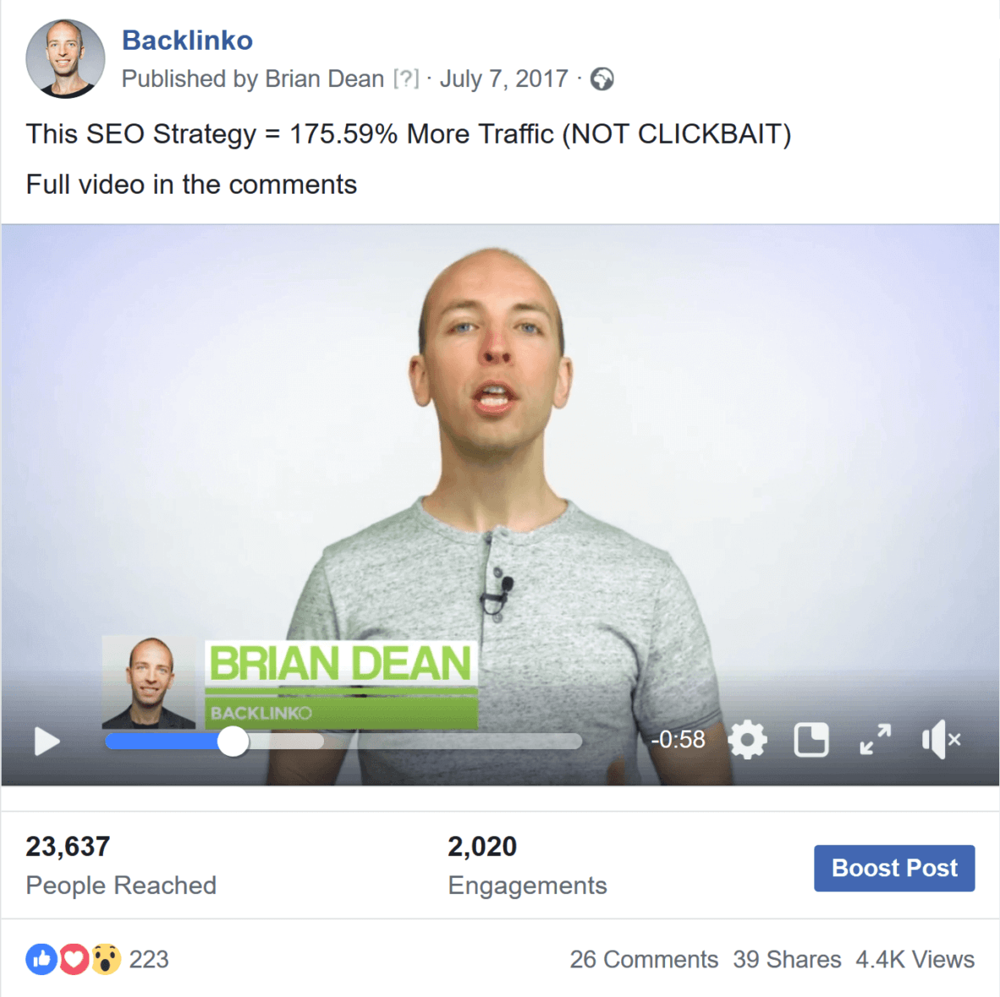 Backlinko
Published by Brian Dean [?] · July 7, 2017 ·
This SEO Strategy = 175.59% More Traffic (NOT CLICKBAIT)
Full video in the comments
BRIAN DEAN
BACKLINKO
-0:58
23,637
People Reached
2,020
Engagements
Boost Post
223
26 Comments 39 Shares 4.4K Views